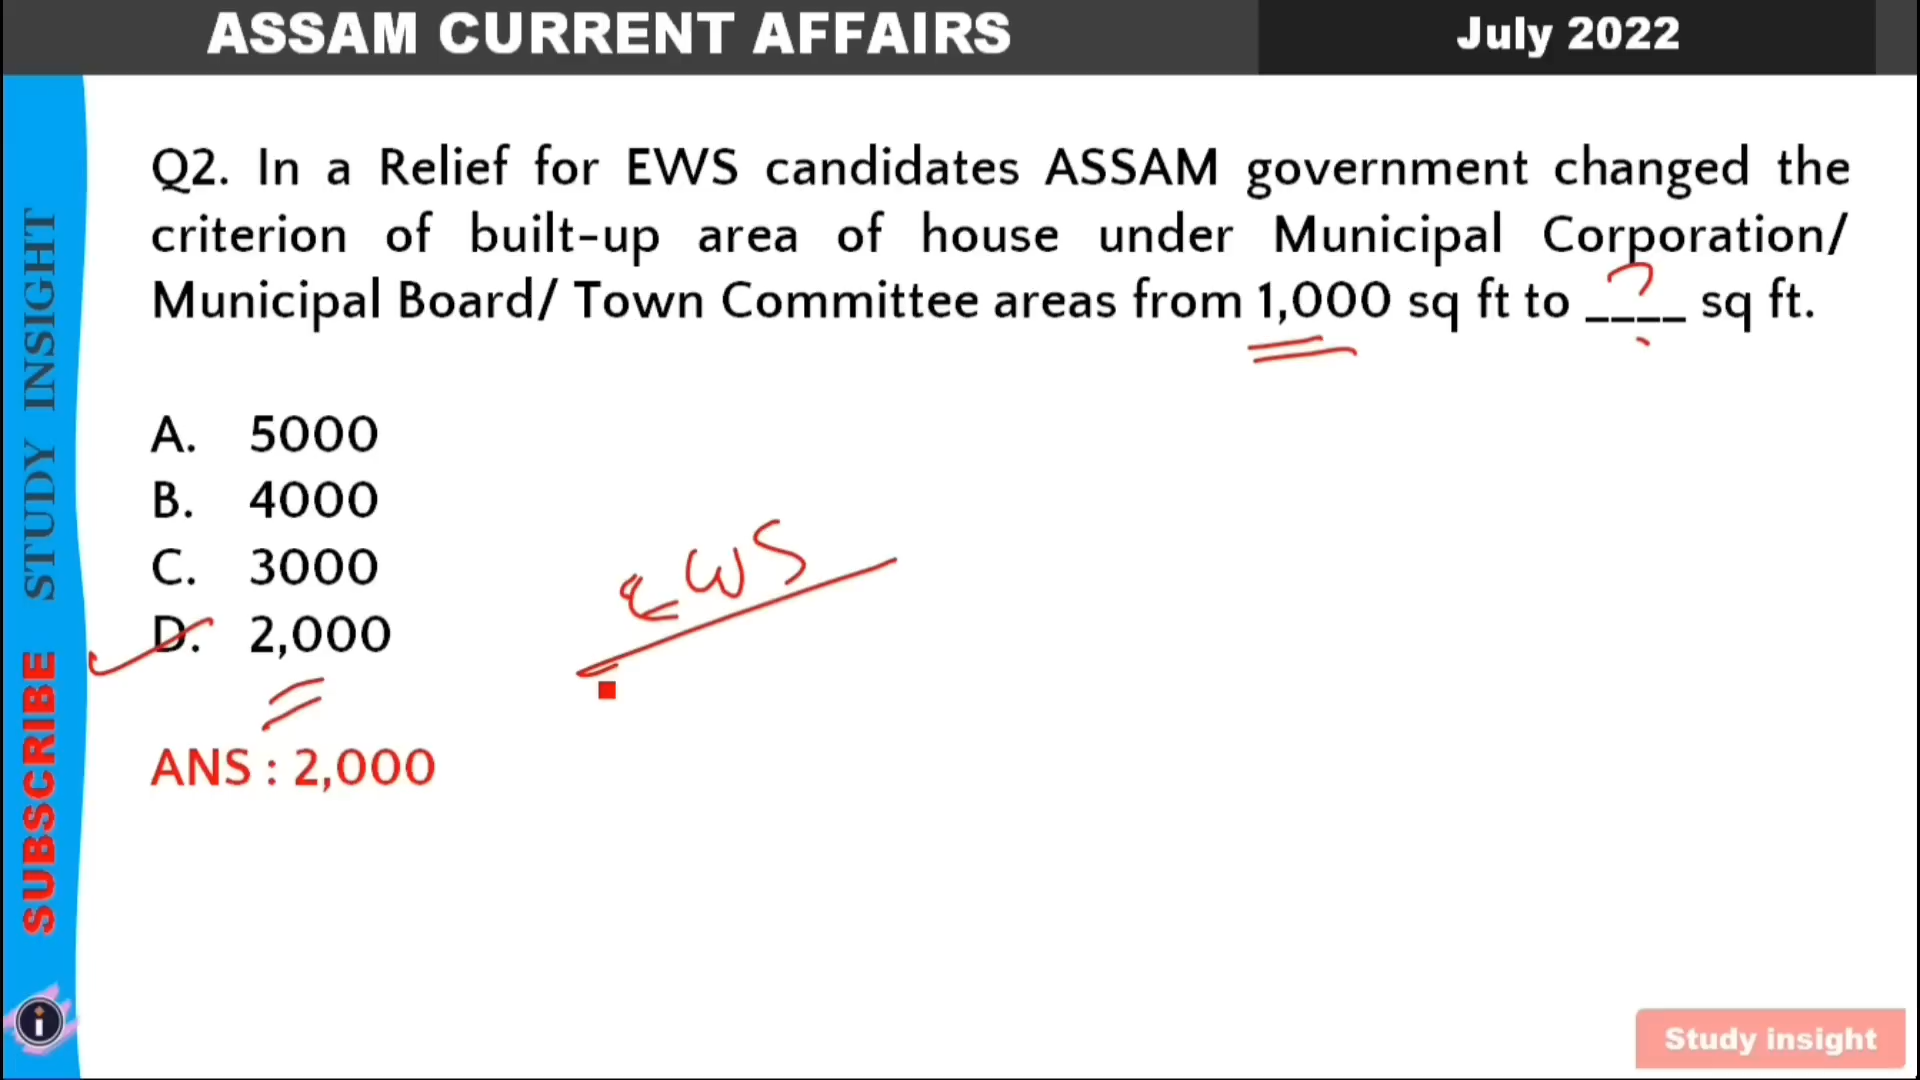 ASSAM CURRENT AFFAIRS
July 2022
Q2. In a Relief for EWS candidates ASSAM government changed the
criterion of built-up area of house under Municipal Corporation/
Municipal Board/ Town Committee areas from 1,000 sq ft to ____ sq ft.
?
A. 5000
B. 4000
C. 3000
D. 2,000
EWS
ANS : 2,000
SUBSCRIBE STUDY INSIGHT
i
Study insight